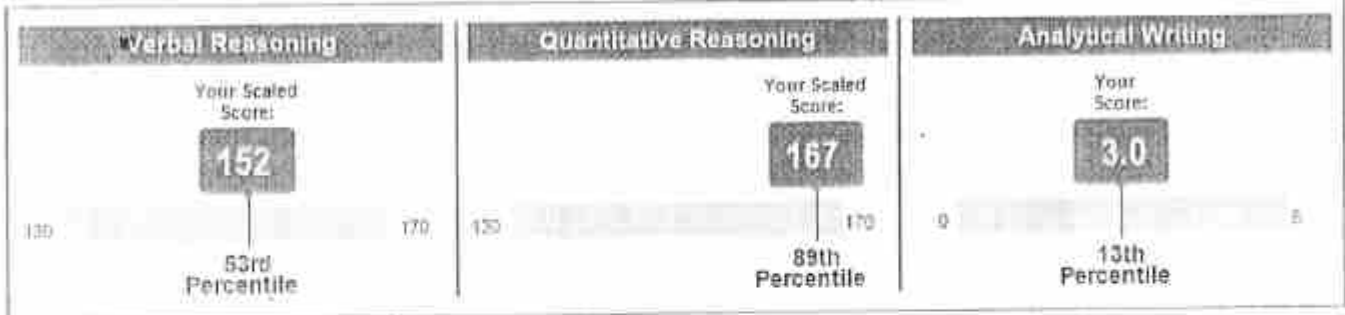 Verbal Reasoning
Your Scaled
Score:
152
130
170
53rd
Percentile
Quantitative Reasoning
Your Scaled
Score:
167
130
170
89th
Percentile
Analytical Writing
Your
Score:
3.0
0
6
13th
Percentile